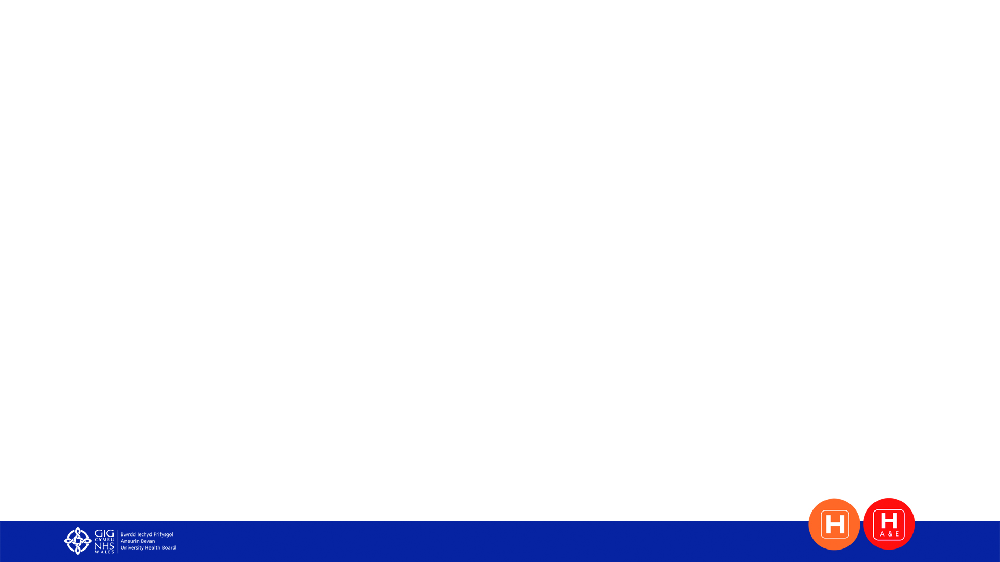 GIG
CYMRU
NHS
WALES
Bwrdd Iechyd Prifysgol
Aneurin Bevan
University Health Board
H
H
A & E